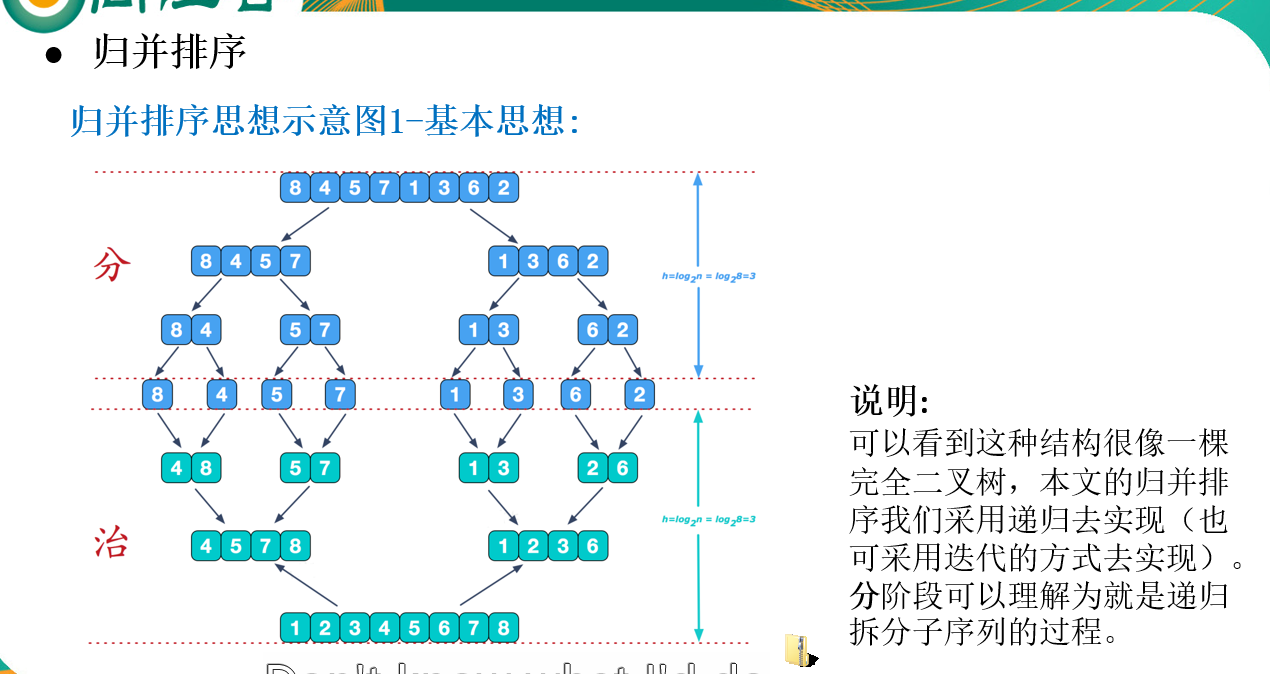 ● 归并排序
归并排序思想示意图1-基本思想:
8 4 5 7 1 3 6 2
分
8 4 5 7
1 3 6 2
h=log₂n = log₂8=3
8 4
5 7
1 3
6 2
8
4
5
7
1
3
6
2
4 8
5 7
1 3
2 6
h=log₂n = log₂8=3
治
4 5 7 8
1 2 3 6
1 2 3 4 5 6 7 8
说明:
可以看到这种结构很像一棵
完全二叉树，本文的归并排
序我们采用递归去实现（也
可采用迭代的方式去实现）。
分阶段可以理解为就是递归
拆分子序列的过程。